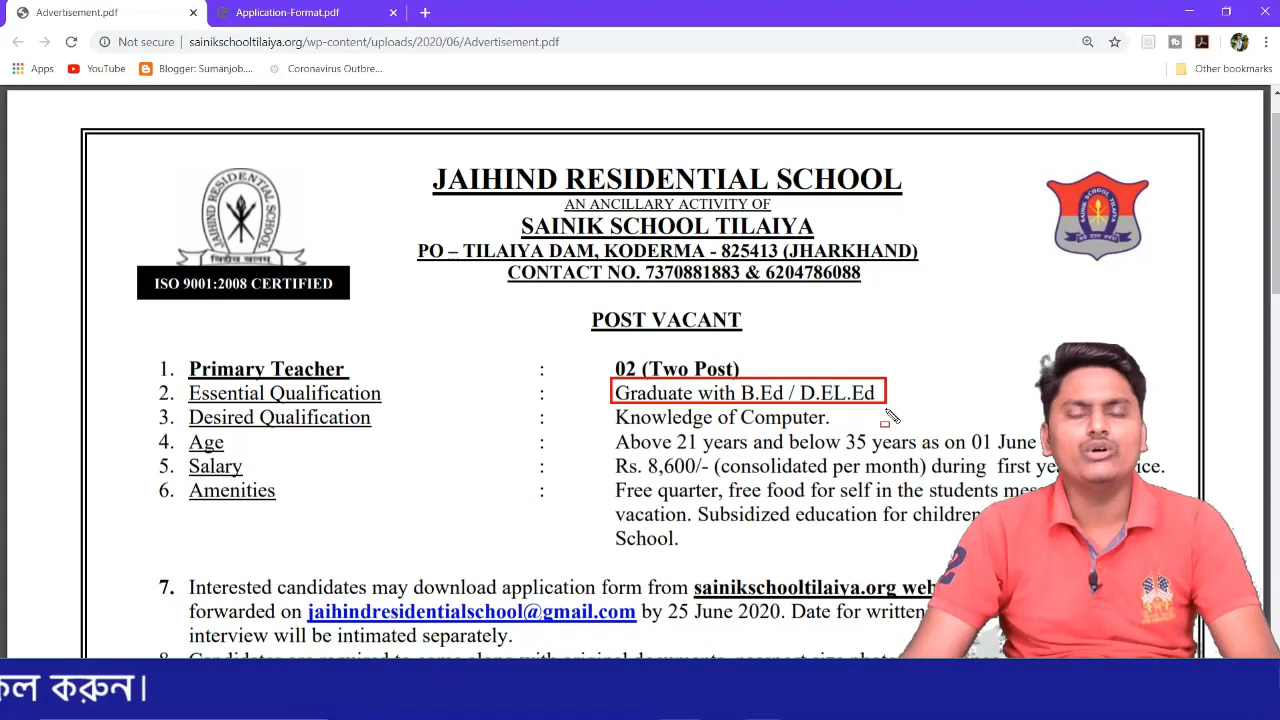 Advertisement.pdf
Application-Format.pdf
Not secure
sainikschooltilaiya.org/wp-content/uploads/2020/06/Advertisement.pdf
Apps
YouTube
Blogger: Sumanjob....
Coronavirus Outbre...
Other bookmarks
JAIHIND RESIDENTIAL SCHOOL
AN ANCILLARY ACTIVITY OF
SAINIK SCHOOL TILAIYA
PO – TILAIYA DAM, KODERMA - 825413 (JHARKHAND)
CONTACT NO. 7370881883 & 6204786088
JAIHIND RESIDENTIAL SCHOOL
ISO 9001:2008 CERTIFIED
SAINIK SCHOOL TILAIYA
POST VACANT
1. Primary Teacher : 02 (Two Post)
2. Essential Qualification : Graduate with B.Ed / D.EL.Ed
3. Desired Qualification : Knowledge of Computer.
4. Age : Above 21 years and below 35 years as on 01 June
5. Salary : Rs. 8,600/- (consolidated per month) during first
6. Amenities : Free quarter, free food for self in the students
vacation. Subsidized education for
School.
7. Interested candidates may download application form from sainikschooltilaiya.org
forwarded on jaihindresidentialschool@gmail.com by 25 June 2020. Date for written
interview will be intimated separately.
করুন।